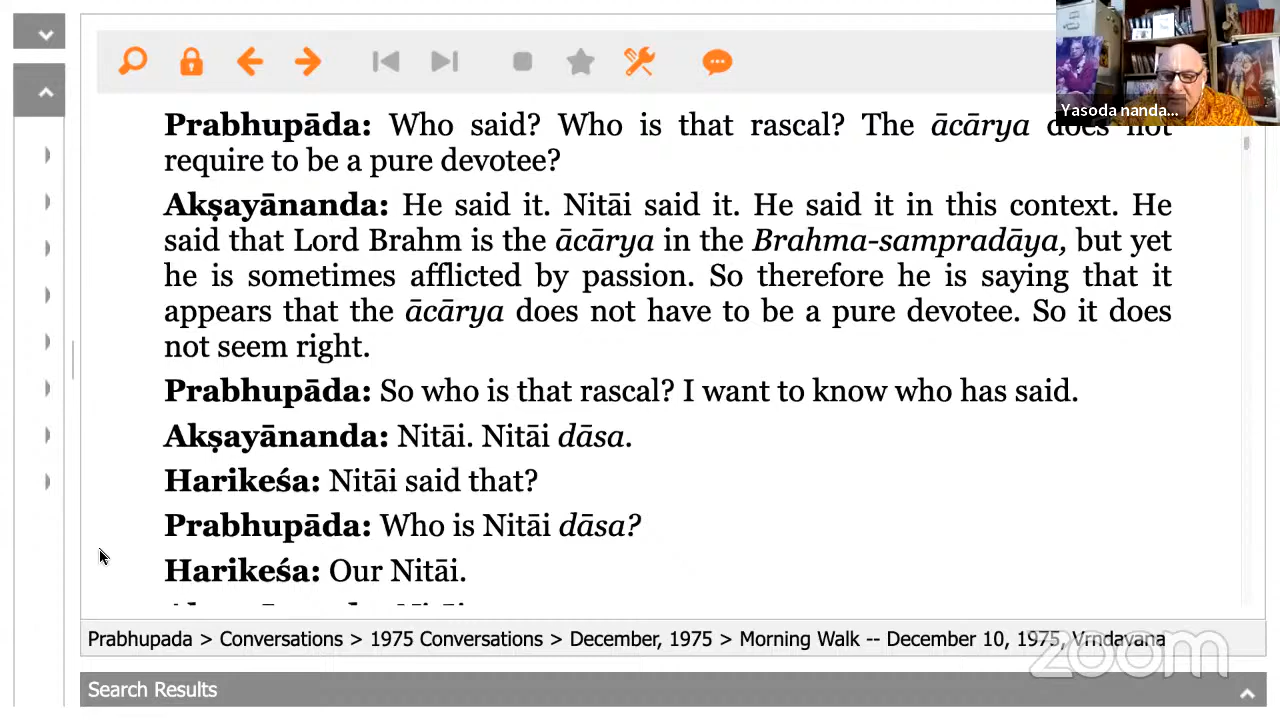 Yasoda nanda...
Prabhupāda: Who said? Who is that rascal? The ācārya does not
require to be a pure devotee?
Akṣayānanda: He said it. Nitāi said it. He said it in this context. He
said that Lord Brahm is the ācārya in the Brahma-sampradāya, but yet
he is sometimes afflicted by passion. So therefore he is saying that it
appears that the ācārya does not have to be a pure devotee. So it does
not seem right.
Prabhupāda: So who is that rascal? I want to know who has said.
Akṣayānanda: Nitāi. Nitāi dāsa.
Harikeśa: Nitāi said that?
Prabhupāda: Who is Nitāi dāsa?
Harikeśa: Our Nitāi.
Prabhupada > Conversations > 1975 Conversations > December, 1975 > Morning Walk -- December 10, 1975, Vrndavana
zoom
Search Results